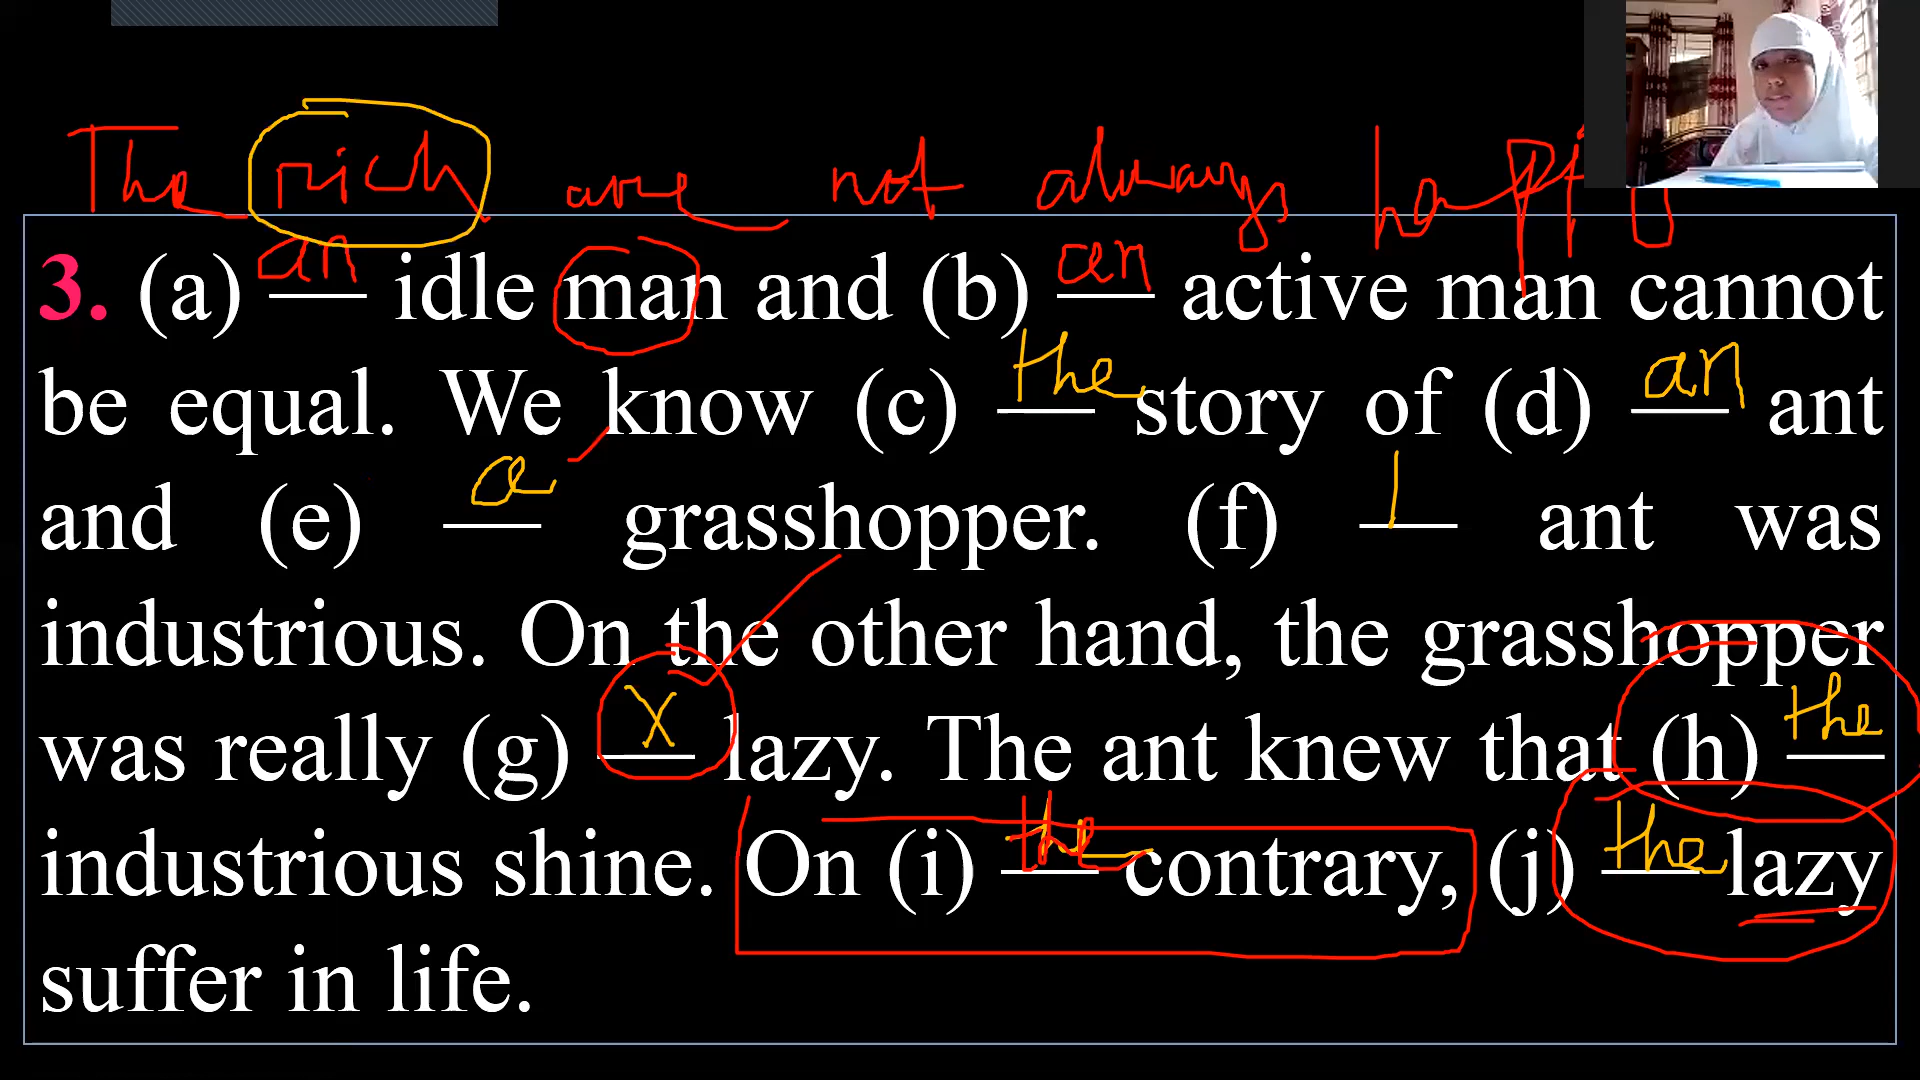 The rich are not always happy
3. (a) an idle man and (b) an active man cannot
be equal. We know (c) the story of (d) an ant
and (e) a grasshopper. (f) — ant was
industrious. On the other hand, the grasshopper
was really (g) X lazy. The ant knew that (h) the
industrious shine. On (i) the contrary, (j) the lazy
suffer in life.